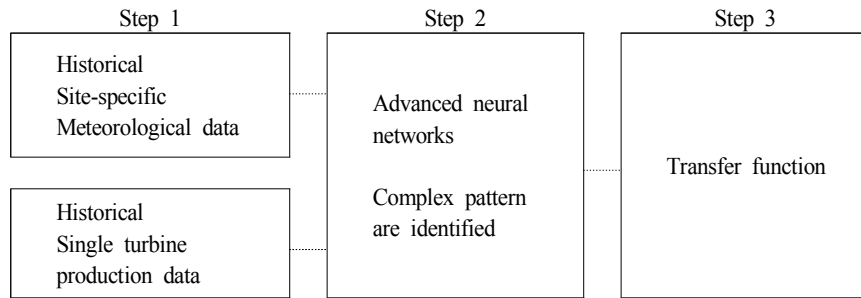 Step 1
Step 2
Step 3
Historical
Site-specific
Meteorological data
Historical
Single turbine
production data
Advanced neural
networks
Complex pattern
are identified
Transfer function